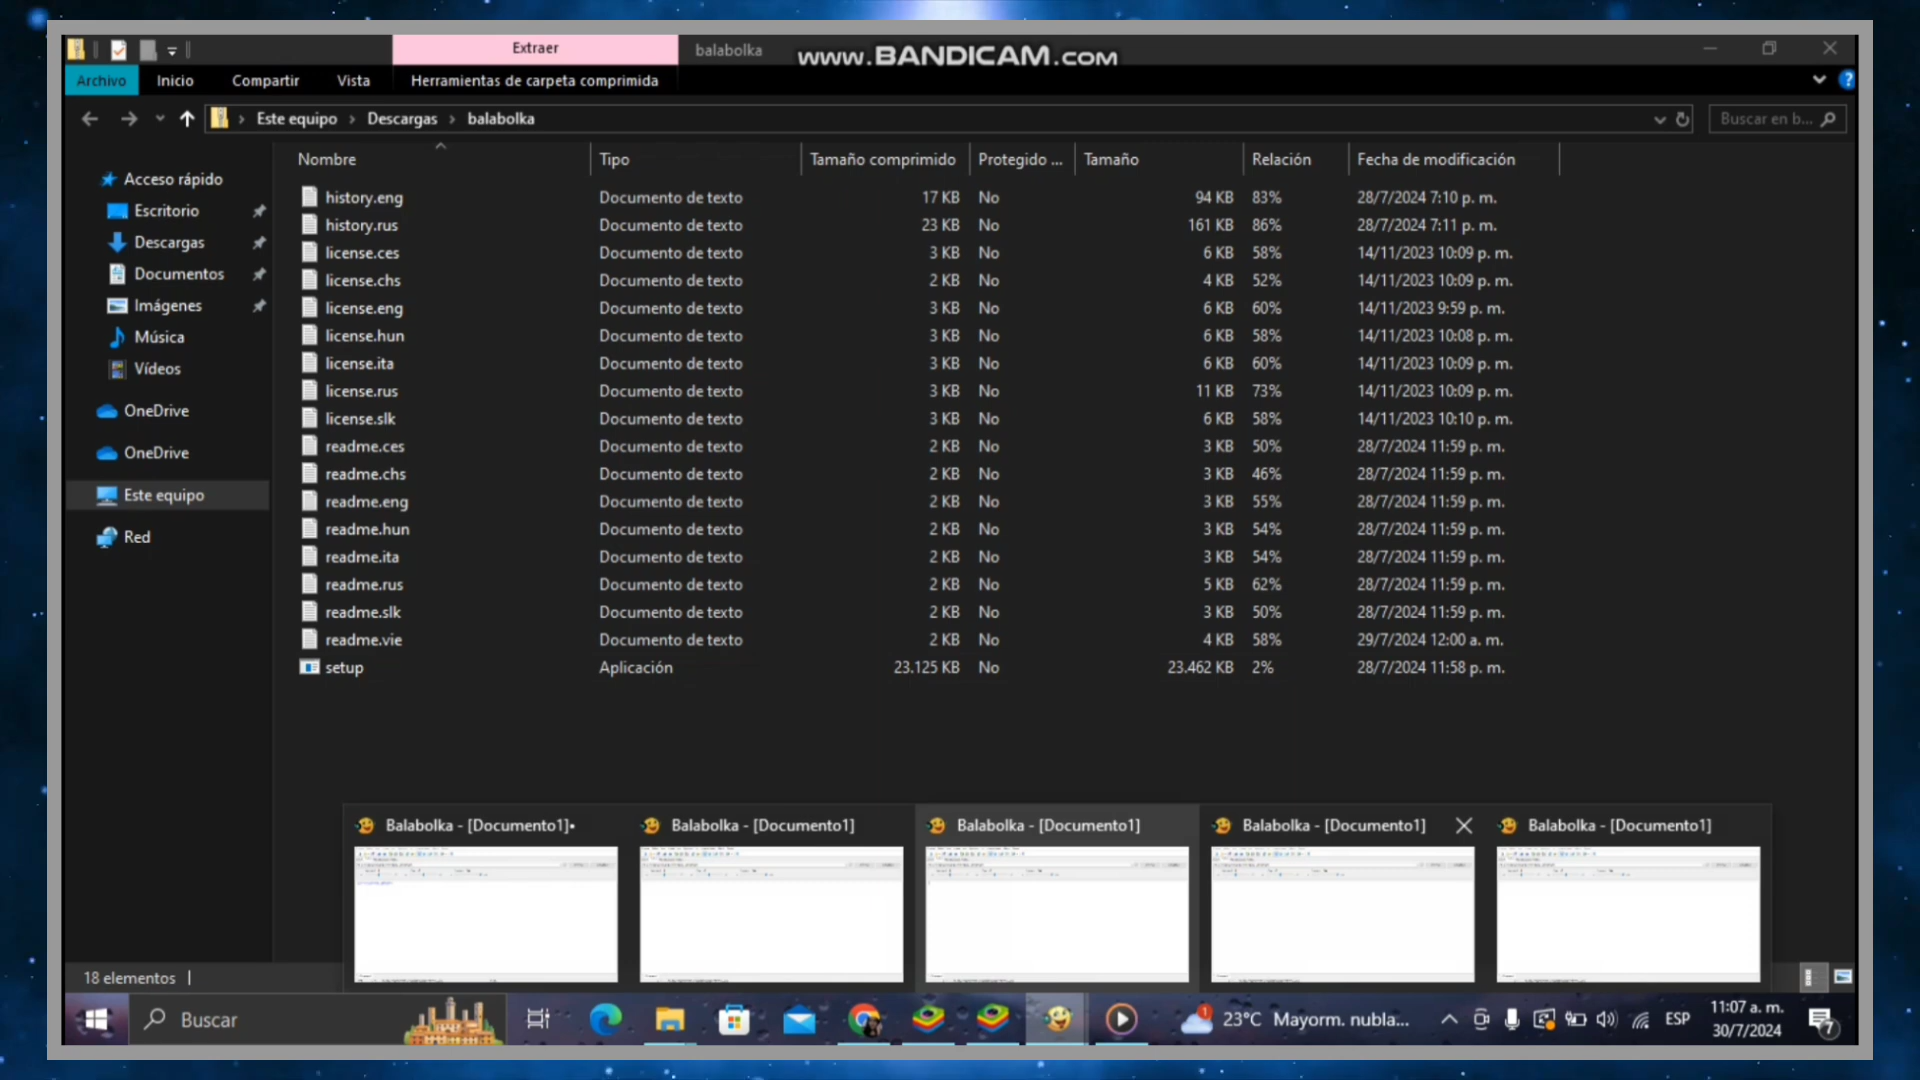 Extraer
balabolka
www.BANDICAM.com
Archivo Inicio Compartir Vista Herramientas de carpeta comprimida
Este equipo › Descargas › balabolka
Buscar en b...
Nombre Tipo Tamaño comprimido Protegido ... Tamaño Relación Fecha de modificación
Acceso rápido
Escritorio
Descargas
Documentos
Imágenes
Música
Vídeos
OneDrive
OneDrive
Este equipo
Red
history.eng Documento de texto 17 KB No 94 KB 83% 28/7/2024 7:10 p. m.
history.rus Documento de texto 23 KB No 161 KB 86% 28/7/2024 7:11 p. m.
license.ces Documento de texto 3 KB No 6 KB 58% 14/11/2023 10:09 p. m.
license.chs Documento de texto 2 KB No 4 KB 52% 14/11/2023 10:09 p. m.
license.eng Documento de texto 3 KB No 6 KB 60% 14/11/2023 9:59 p. m.
license.hun Documento de texto 3 KB No 6 KB 58% 14/11/2023 10:08 p. m.
license.ita Documento de texto 3 KB No 6 KB 60% 14/11/2023 10:09 p. m.
license.rus Documento de texto 3 KB No 11 KB 73% 14/11/2023 10:09 p. m.
license.slk Documento de texto 3 KB No 6 KB 58% 14/11/2023 10:10 p. m.
readme.ces Documento de texto 2 KB No 3 KB 50% 28/7/2024 11:59 p. m.
readme.chs Documento de texto 2 KB No 3 KB 46% 28/7/2024 11:59 p. m.
readme.eng Documento de texto 2 KB No 3 KB 55% 28/7/2024 11:59 p. m.
readme.hun Documento de texto 2 KB No 3 KB 54% 28/7/2024 11:59 p. m.
readme.ita Documento de texto 2 KB No 3 KB 54% 28/7/2024 11:59 p. m.
readme.rus Documento de texto 2 KB No 5 KB 62% 28/7/2024 11:59 p. m.
readme.slk Documento de texto 2 KB No 3 KB 50% 28/7/2024 11:59 p. m.
readme.vie Documento de texto 2 KB No 4 KB 58% 29/7/2024 12:00 a. m.
setup Aplicación 23.125 KB No 23.462 KB 2% 28/7/2024 11:58 p. m.
Balabolka - [Documento1]• Balabolka - [Documento1] Balabolka - [Documento1] Balabolka - [Documento1] Balabolka - [Documento1]
18 elementos
Buscar
1
23°C Mayorm. nubla...
ESP
11:07 a. m.
30/7/2024
7